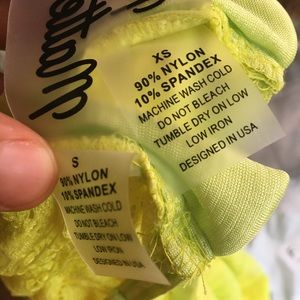 XS
90% NYLON
10% SPANDEX
MACHINE WASH COLD
DO NOT BLEACH
TUMBLE DRY ON LOW
LOW IRON
DESIGNED IN USA
S
90% NYLON
10% SPANDEX
MACHINE WASH COLD
DO NOT BLEACH
TUMBLE DRY ON LOW
LOW IRON
DESIGNED IN USA